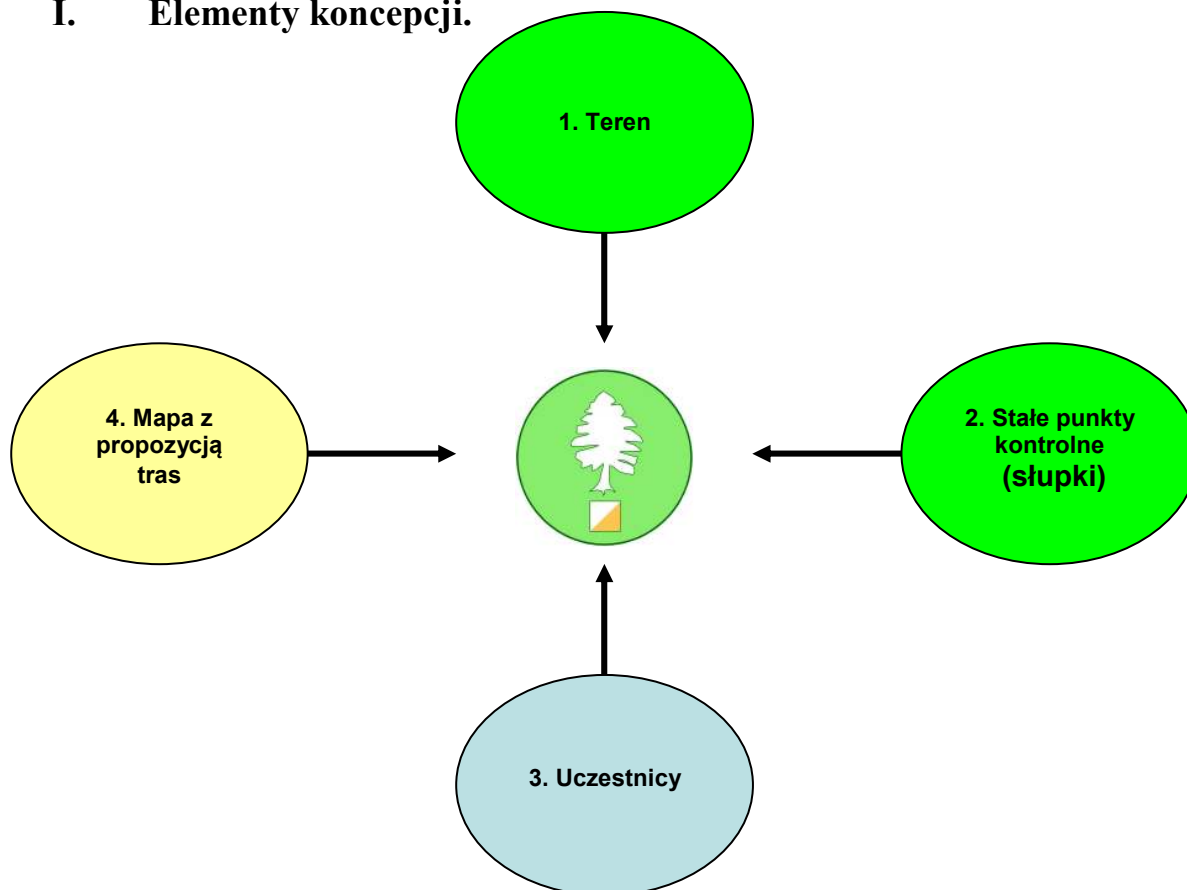 I. Elementy koncepcji.
1. Teren
4. Mapa z
propozycją
tras
2. Stałe punkty
kontrolne
(słupki)
3. Uczestnicy